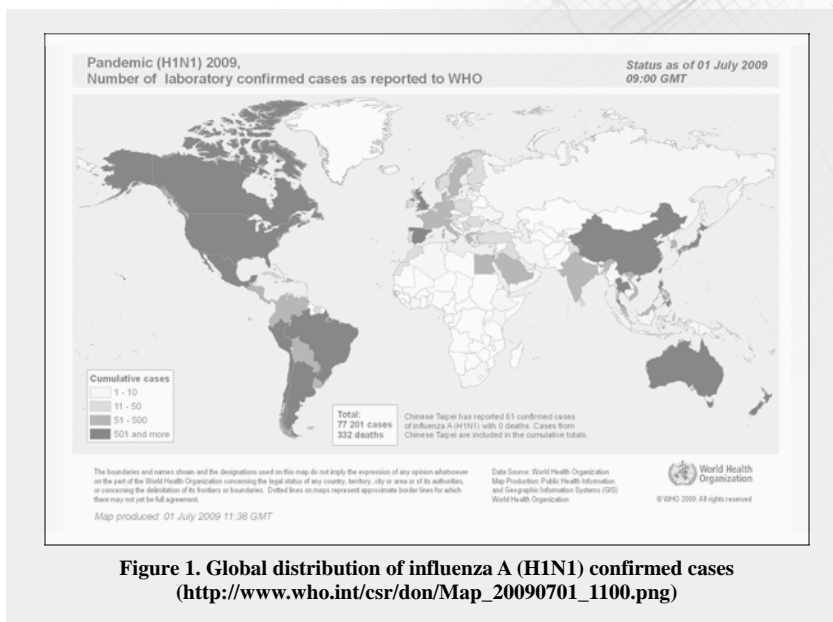 Pandemic (H1N1) 2009,
Number of laboratory confirmed cases as reported to WHO
Status as of 01 July 2009
09:00 GMT
Cumulative cases
1 - 10
11 - 50
51 - 500
501 and more
Total:
77 201 cases
332 deaths
Chinese Taipei has reported 61 confirmed cases
of influenza A (H1N1) with 0 deaths. Cases from
Chinese Taipei are included in the cumulative totals.
The boundaries and names shown and the designations used on this map do not imply the expression of any opinion whatsoever
on the part of the World Health Organization concerning the legal status of any country, territory, city or area or of its authorities,
or concerning the delimitation of its frontiers or boundaries. Dotted lines on maps represent approximate border lines for which
there may not yet be full agreement.
Data Source: World Health Organization
Map Production: Public Health Information
and Geographic Information Systems (GIS)
World Health Organization
World Health
Organization
© WHO 2009. All rights reserved
Map produced: 01 July 2009 11:38 GMT
Figure 1. Global distribution of influenza A (H1N1) confirmed cases
(http://www.who.int/csr/don/Map_20090701_1100.png)